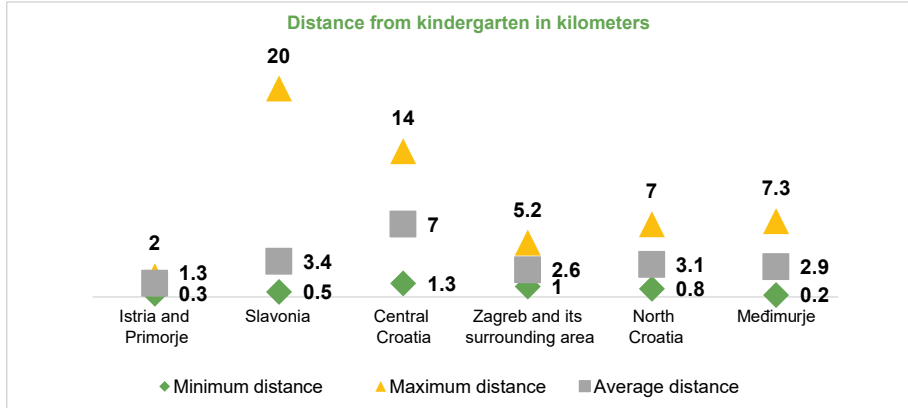 Distance from kindergarten in kilometers
20
14
7.3
7
5.2
2
7
3.4
3.1
2.9
2.6
1.3
1.3
1
0.8
0.5
0.3
0.2
Istria and
Primorje
Slavonia
Central
Croatia
Zagreb and its
surrounding area
North
Croatia
Međimurje
Minimum distance
Maximum distance
Average distance